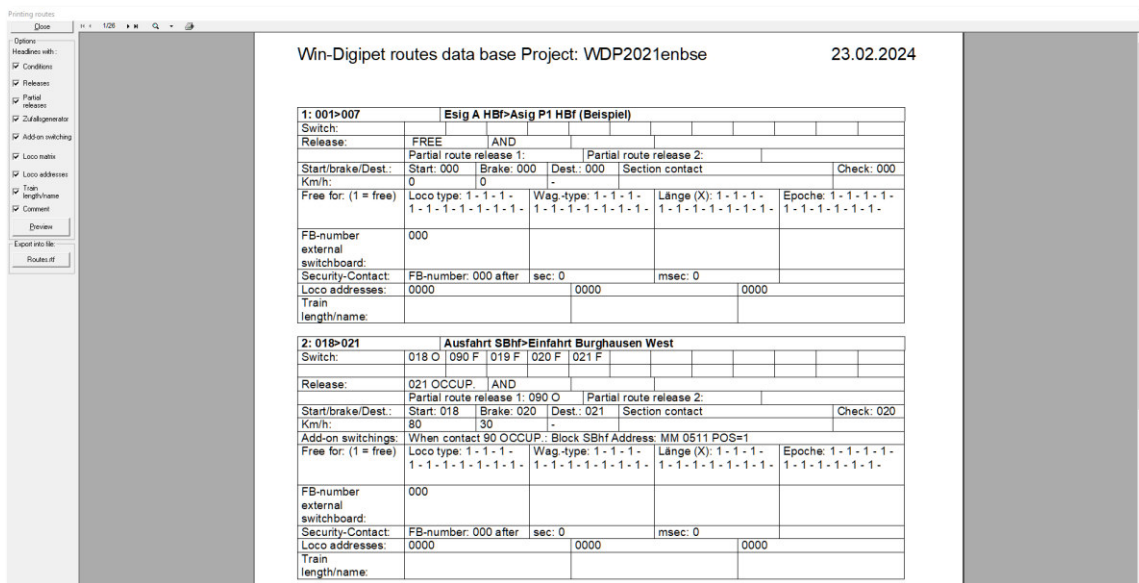 Printing routes
Close
1/26
Options
Headlines with :
Conditions
Releases
Partial
releases
Zufallsgenerator
Add-on switching
Loco matrix
Loco addresses
Train
length/name
Comment
Preview
Export into file:
Routes.rtf
Win-Digipet routes data base Project: WDP2021enbse 23.02.2024
1: 001>007 Esig A HBf>Asig P1 HBf (Beispiel)
Switch:
Release: FREE AND
Partial route release 1: Partial route release 2:
Start/brake/Dest.: Start: 000 Brake: 000 Dest.: 000 Section contact Check: 000
Km/h: 0 0 -
Free for: (1 = free) Loco type: 1 - 1 - 1 - Wag.-type: 1 - 1 - 1 - Länge (X): 1 - 1 - 1 - Epoche: 1 - 1 - 1 - 1 -
1 - 1 - 1 - 1 - 1 - 1 - 1 - 1 - 1 - 1 - 1 - 1 - 1 - 1 - 1 - 1 - 1 - 1 - 1 - 1 - 1 - 1 - 1 - 1 - 1 - 1 - 1 -
FB-number 000
external
switchboard:
Security-Contact: FB-number: 000 after sec: 0 msec: 0
Loco addresses: 0000 0000 0000
Train
length/name:
2: 018>021 Ausfahrt SBhf>Einfahrt Burghausen West
Switch: 018 O 090 F 019 F 020 F 021 F
Release: 021 OCCUP. AND
Partial route release 1: 090 O Partial route release 2:
Start/brake/Dest.: Start: 018 Brake: 020 Dest.: 021 Section contact Check: 020
Km/h: 80 30 -
Add-on switchings: When contact 90 OCCUP.: Block SBhf Address: MM 0511 POS=1
Free for: (1 = free) Loco type: 1 - 1 - 1 - Wag.-type: 1 - 1 - 1 - Länge (X): 1 - 1 - 1 - Epoche: 1 - 1 - 1 - 1 -
1 - 1 - 1 - 1 - 1 - 1 - 1 - 1 - 1 - 1 - 1 - 1 - 1 - 1 - 1 - 1 - 1 - 1 - 1 - 1 - 1 - 1 - 1 - 1 - 1 - 1 - 1 -
FB-number 000
external
switchboard:
Security-Contact: FB-number: 000 after sec: 0 msec: 0
Loco addresses: 0000 0000 0000
Train
length/name: